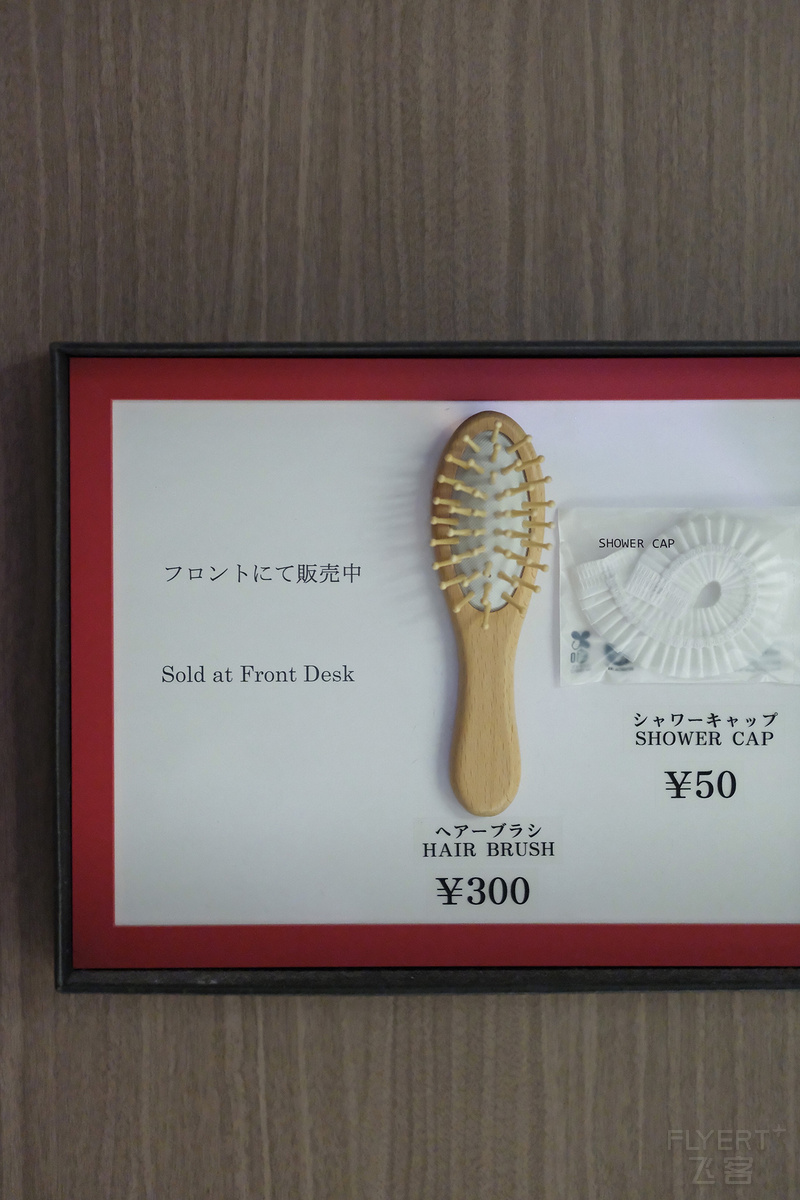 フロントにて販売中
Sold at Front Desk
ヘアーブラシ
HAIR BRUSH
¥300
SHOWER CAP
シャワーキャップ
SHOWER CAP
¥50
FLYERT+
飞客